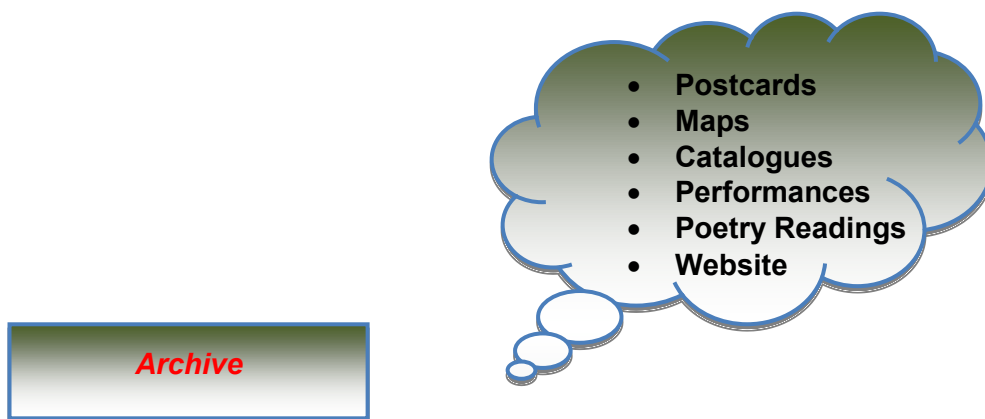 • Postcards
• Maps
• Catalogues
• Performances
• Poetry Readings
• Website
Archive